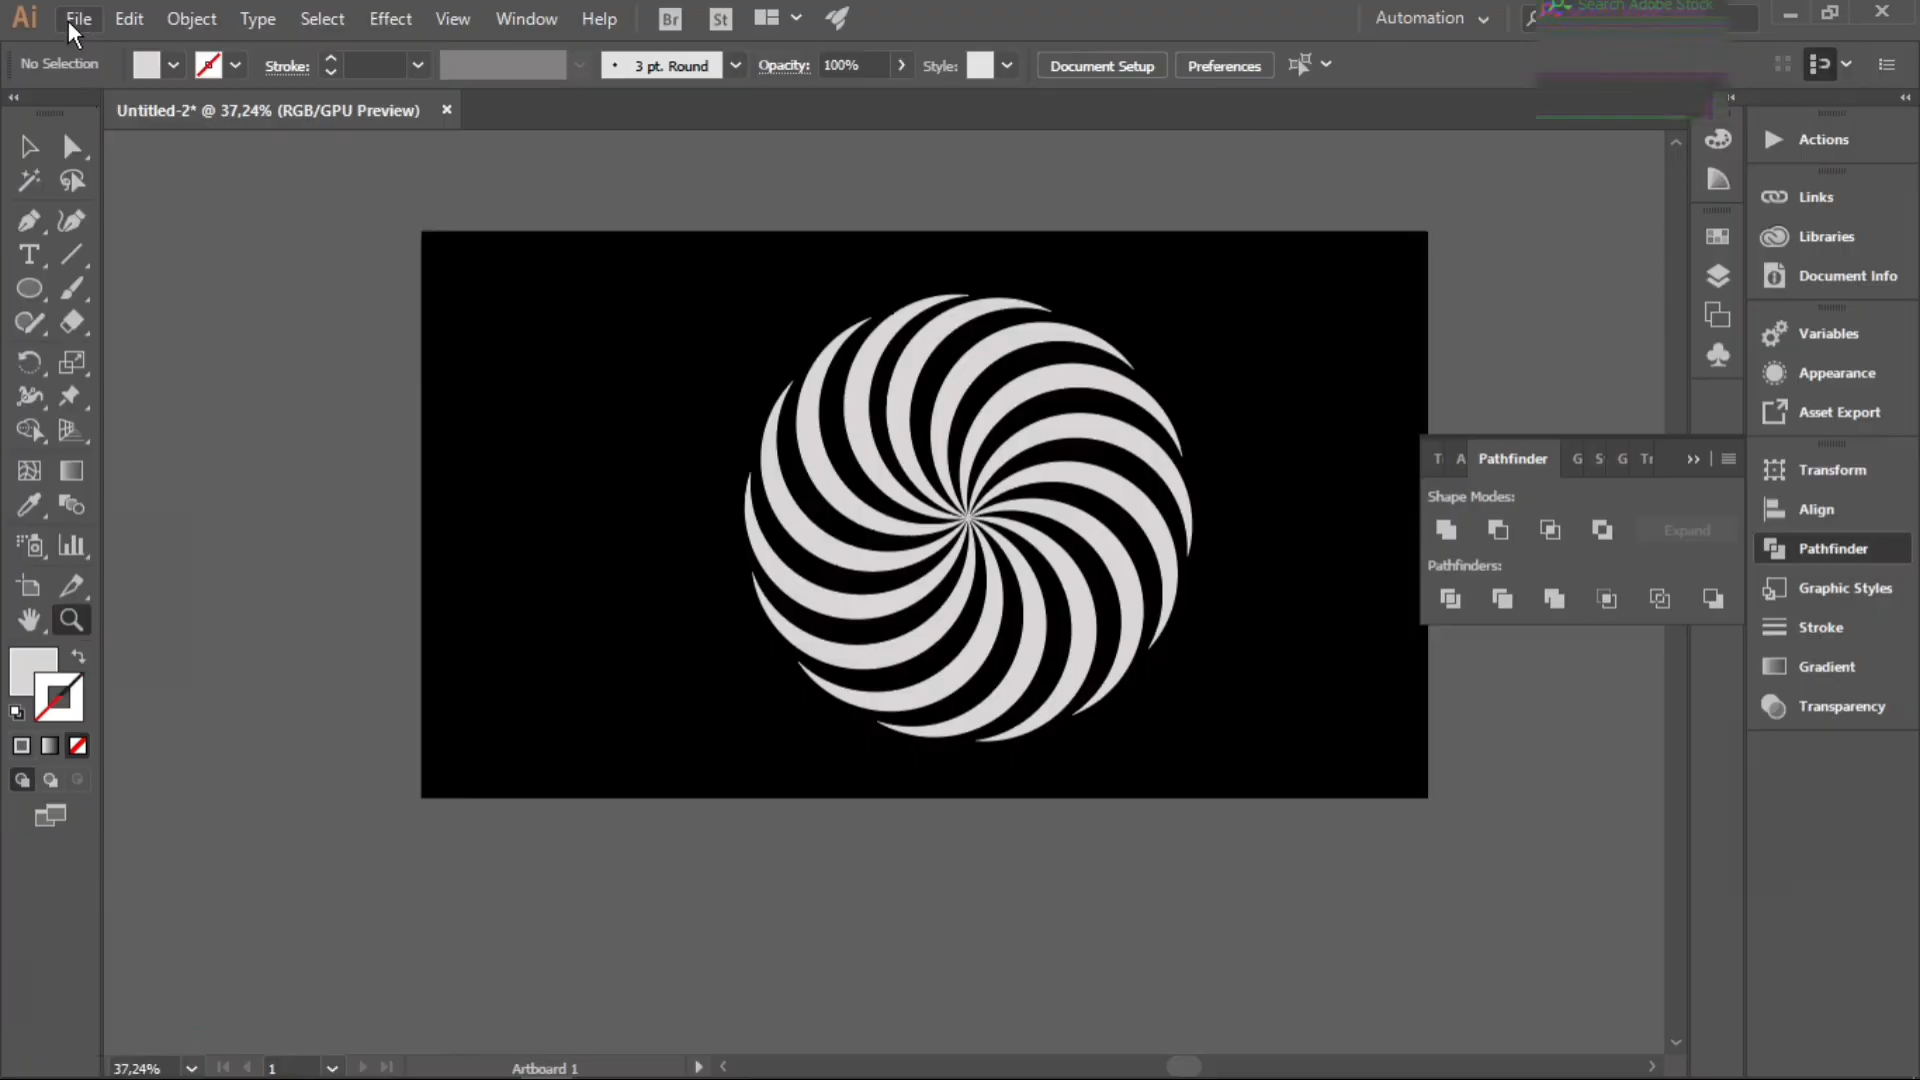 Ai File Edit Object Type Select Effect View Window Help Br St Automation Search Adobe Stock
No Selection Stroke: 3 pt. Round Opacity: 100% Style: Document Setup Preferences
Untitled-2* @ 37,24% (RGB/GPU Preview)
Actions
Links
Libraries
Document Info
Variables
Appearance
Asset Export
T A Pathfinder G S G Tr
Shape Modes:
Expand
Pathfinders:
Transform
Align
Pathfinder
Graphic Styles
Stroke
Gradient
Transparency
37,24% 1 Artboard 1